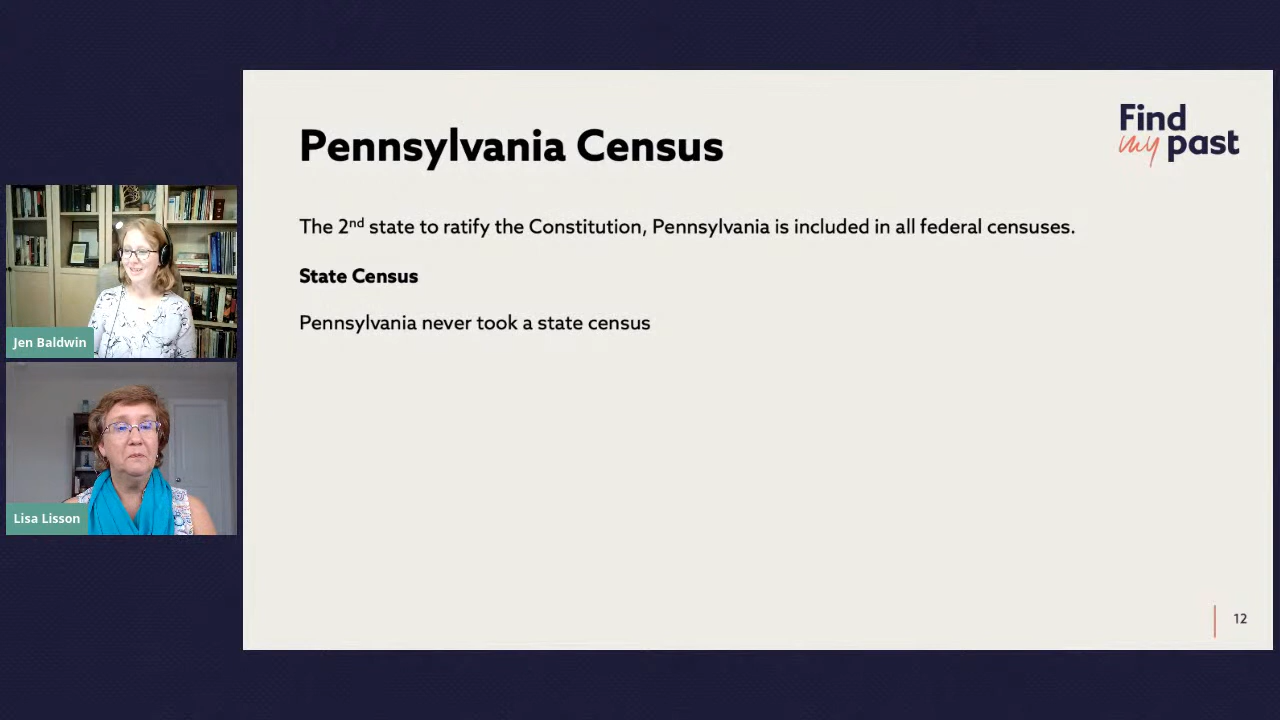 Pennsylvania Census
Find
my past
The 2nd state to ratify the Constitution, Pennsylvania is included in all federal censuses.
State Census
Pennsylvania never took a state census
Jen Baldwin
Lisa Lisson
12